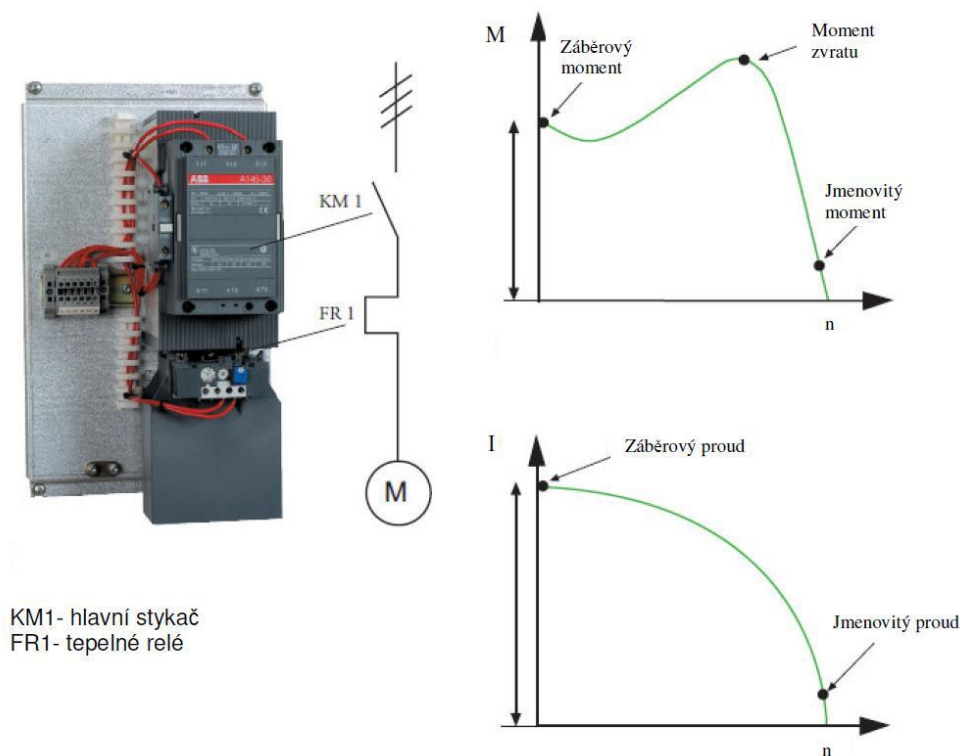 M
Záběrový
moment
Moment
zvratu
Jmenovitý
moment
n
ABB
A145-30
KM 1
FR 1
M
I
Záběrový proud
Jmenovitý proud
n
KM1- hlavní stykač
FR1- tepelné relé